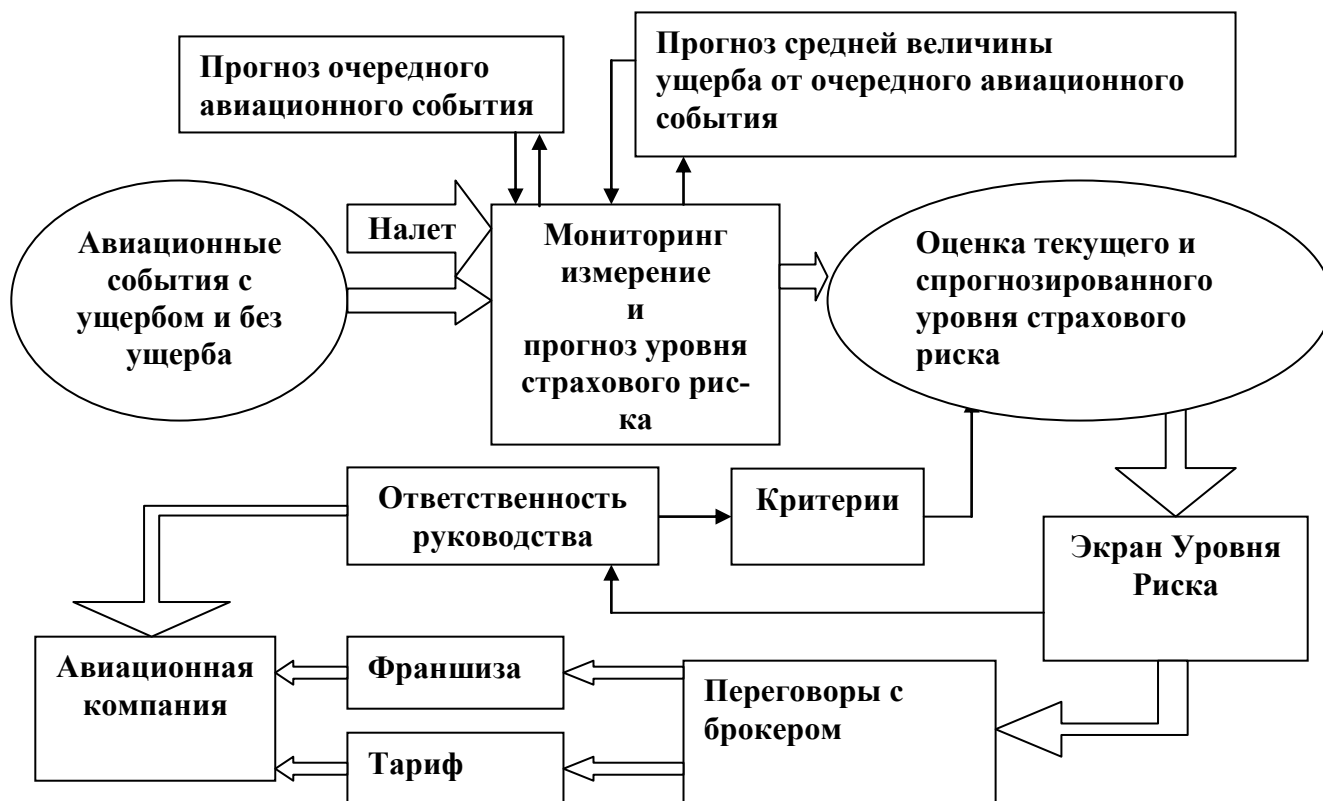 Прогноз очередного
авиационного события
Прогноз средней величины
ущерба от очередного авиационного
события
Авиационные
события с
ущербом и без
ущерба
Налет
Мониторинг
измерение
и
прогноз уровня
страхового рис-
ка
Оценка текущего и
спрогнозированного
уровня страхового
риска
Ответственность
руководства
Критерии
Экран Уровня
Риска
Авиационная
компания
Франшиза
Тариф
Переговоры с
брокером